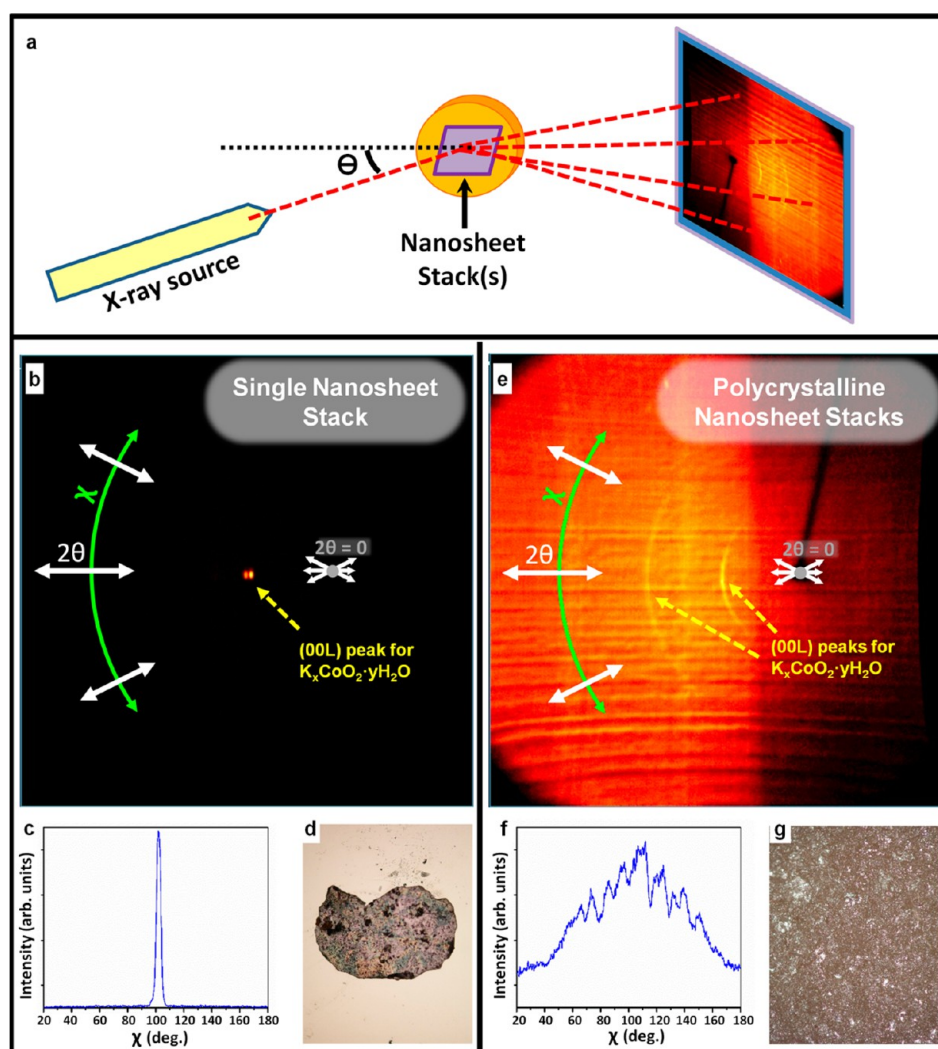 a
Θ
X-ray source
Nanosheet
Stack(s)
b
Single Nanosheet
Stack
χ
2θ
2θ = 0
(00L) peak for
KₓCoO₂·yH₂O
e
Polycrystalline
Nanosheet Stacks
χ
2θ
2θ = 0
(00L) peaks for
KₓCoO₂·yH₂O
c
Intensity (arb. units)
20 40 60 80 100 120 140 160 180
χ (deg.)
d
f
Intensity (arb. units)
20 40 60 80 100 120 140 160 180
χ (deg.)
g